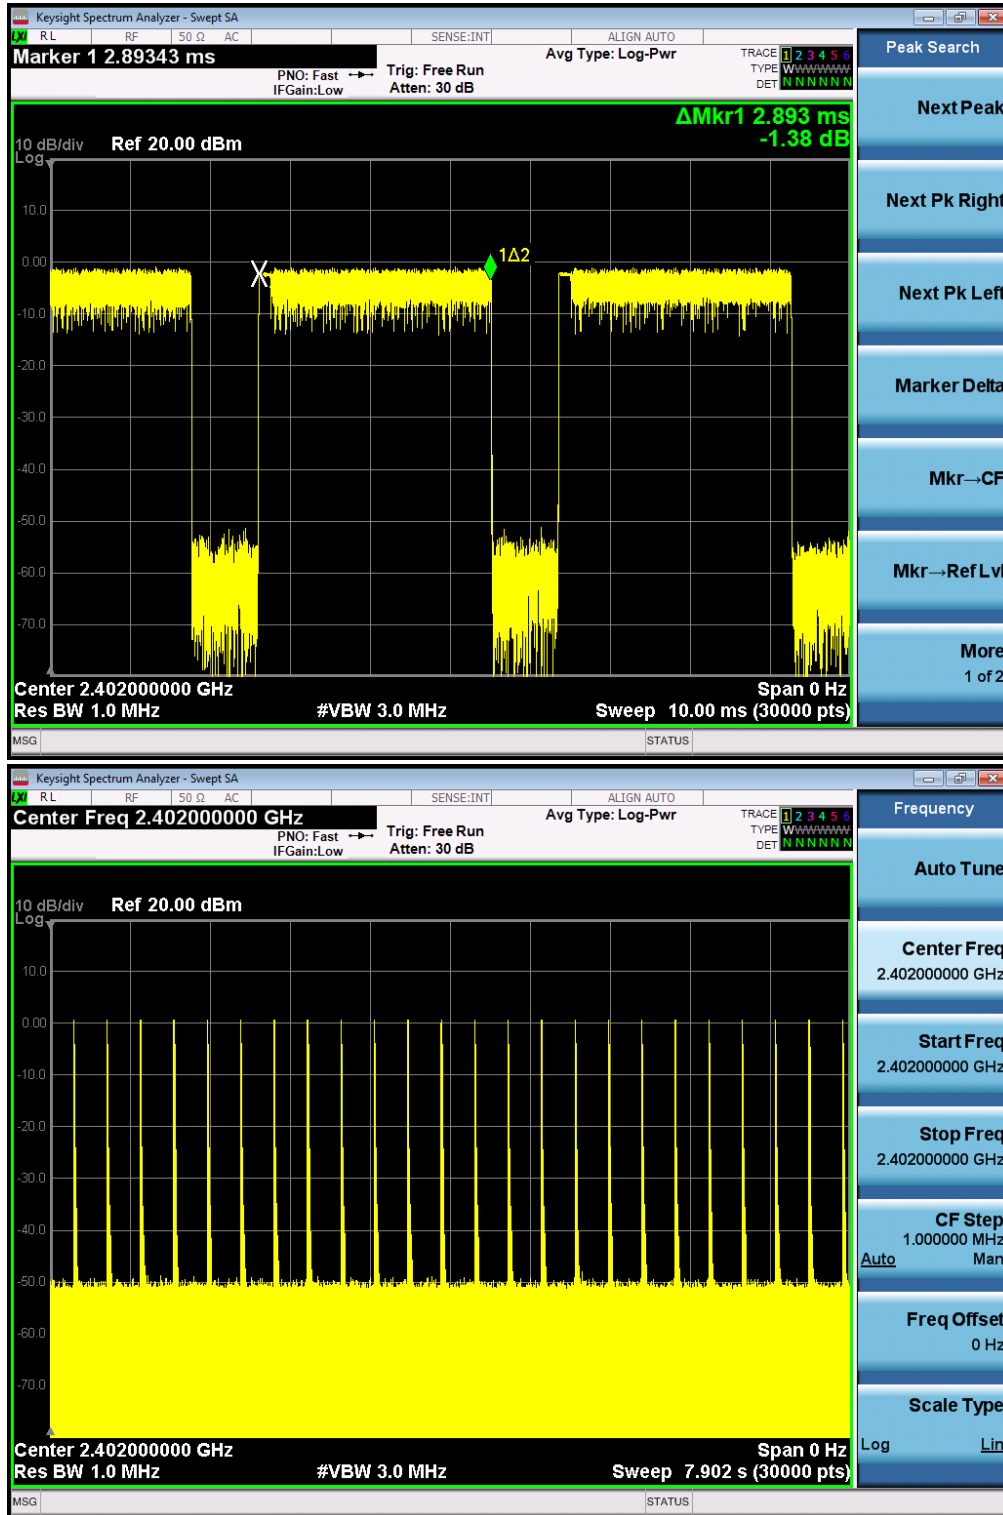 Keysight Spectrum Analyzer - Swept SA
LXI RL RF 50 Ω AC SENSE:INT ALIGN AUTO
Marker 1 2.89343 ms
PNO: Fast
IFGain:Low
Trig: Free Run
Atten: 30 dB
Avg Type: Log-Pwr
TRACE 1 2 3 4 5 6
TYPE W
DET N N N N N N
ΔMkr1 2.893 ms
-1.38 dB
10 dB/div Ref 20.00 dBm
Log
10.0
0.00
-10.0
-20.0
-30.0
-40.0
-50.0
-60.0
-70.0
X
1Δ2
Center 2.402000000 GHz
Span 0 Hz
Res BW 1.0 MHz
#VBW 3.0 MHz
Sweep 10.00 ms (30000 pts)
MSG
STATUS
Peak Search
Next Peak
Next Pk Right
Next Pk Left
Marker Delta
Mkr→CF
Mkr→Ref Lvl
More
1 of 2
Keysight Spectrum Analyzer - Swept SA
LXI RL RF 50 Ω AC SENSE:INT ALIGN AUTO
Center Freq 2.402000000 GHz
PNO: Fast
IFGain:Low
Trig: Free Run
Atten: 30 dB
Avg Type: Log-Pwr
TRACE 1 2 3 4 5 6
TYPE W
DET N N N N N N
10 dB/div Ref 20.00 dBm
Log
10.0
0.00
-10.0
-20.0
-30.0
-40.0
-50.0
-60.0
-70.0
Center 2.402000000 GHz
Span 0 Hz
Res BW 1.0 MHz
#VBW 3.0 MHz
Sweep 7.902 s (30000 pts)
MSG
STATUS
Frequency
Auto Tune
Center Freq
2.402000000 GHz
Start Freq
2.402000000 GHz
Stop Freq
2.402000000 GHz
CF Step
1.000000 MHz
Auto Man
Freq Offset
0 Hz
Scale Type
Log Lin